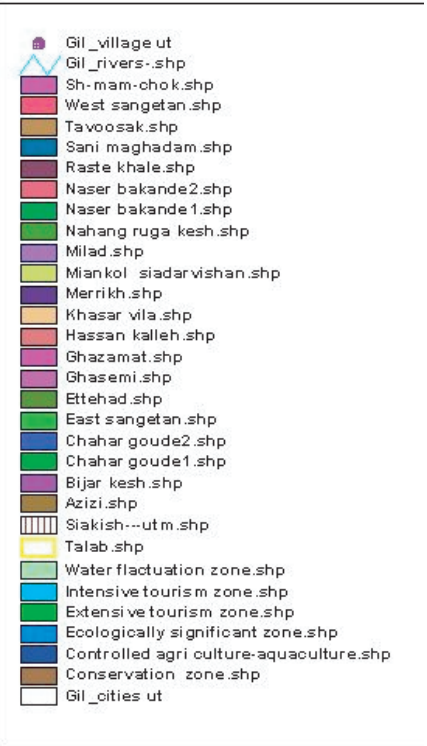 Gil_village ut
Gil_rivers-.shp
Sh-mam-chok.shp
West sangetan.shp
Tavoosak.shp
Sani maghadam.shp
Raste khale.shp
Naser bakande2.shp
Naser bakande1.shp
Nahang ruga kesh.shp
Milad.shp
Miankol siadarvishan.shp
Merrikh.shp
Khasar vila.shp
Hassan kalleh.shp
Ghazamat.shp
Ghasemi.shp
Ettehad.shp
East sangetan.shp
Chahar goude2.shp
Chahar goude1.shp
Bijar kesh.shp
Azizi.shp
Siakish---utm.shp
Talab.shp
Water flactuation zone.shp
Intensive tourism zone.shp
Extensive tourism zone.shp
Ecologically significant zone.shp
Controlled agri culture-aquaculture.shp
Conservation zone.shp
Gil_cities ut